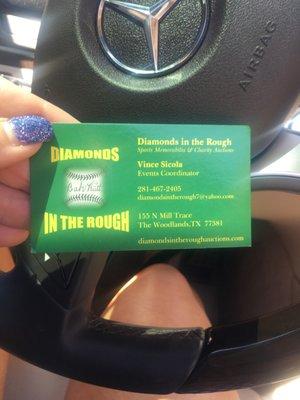 AIRBAG
DIAMONDS
IN THE ROUGH
Diamonds in the Rough
Sports Memorabilia & Charity Auctions
Vince Sicola
Events Coordinator
281-467-2405
diamondsintherough7@yahoo.com
155 N Mill Trace
The Woodlands,TX 77381
diamondsintheroughauctions.com